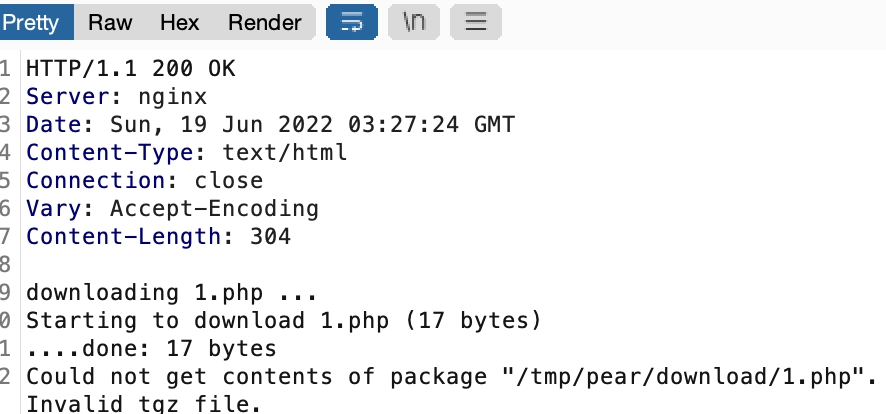 Pretty Raw Hex Render \n
1 HTTP/1.1 200 OK
2 Server: nginx
3 Date: Sun, 19 Jun 2022 03:27:24 GMT
4 Content-Type: text/html
5 Connection: close
6 Vary: Accept-Encoding
7 Content-Length: 304
8
9 downloading 1.php ...
0 Starting to download 1.php (17 bytes)
1 ....done: 17 bytes
2 Could not get contents of package "/tmp/pear/download/1.php".
Invalid tgz file.